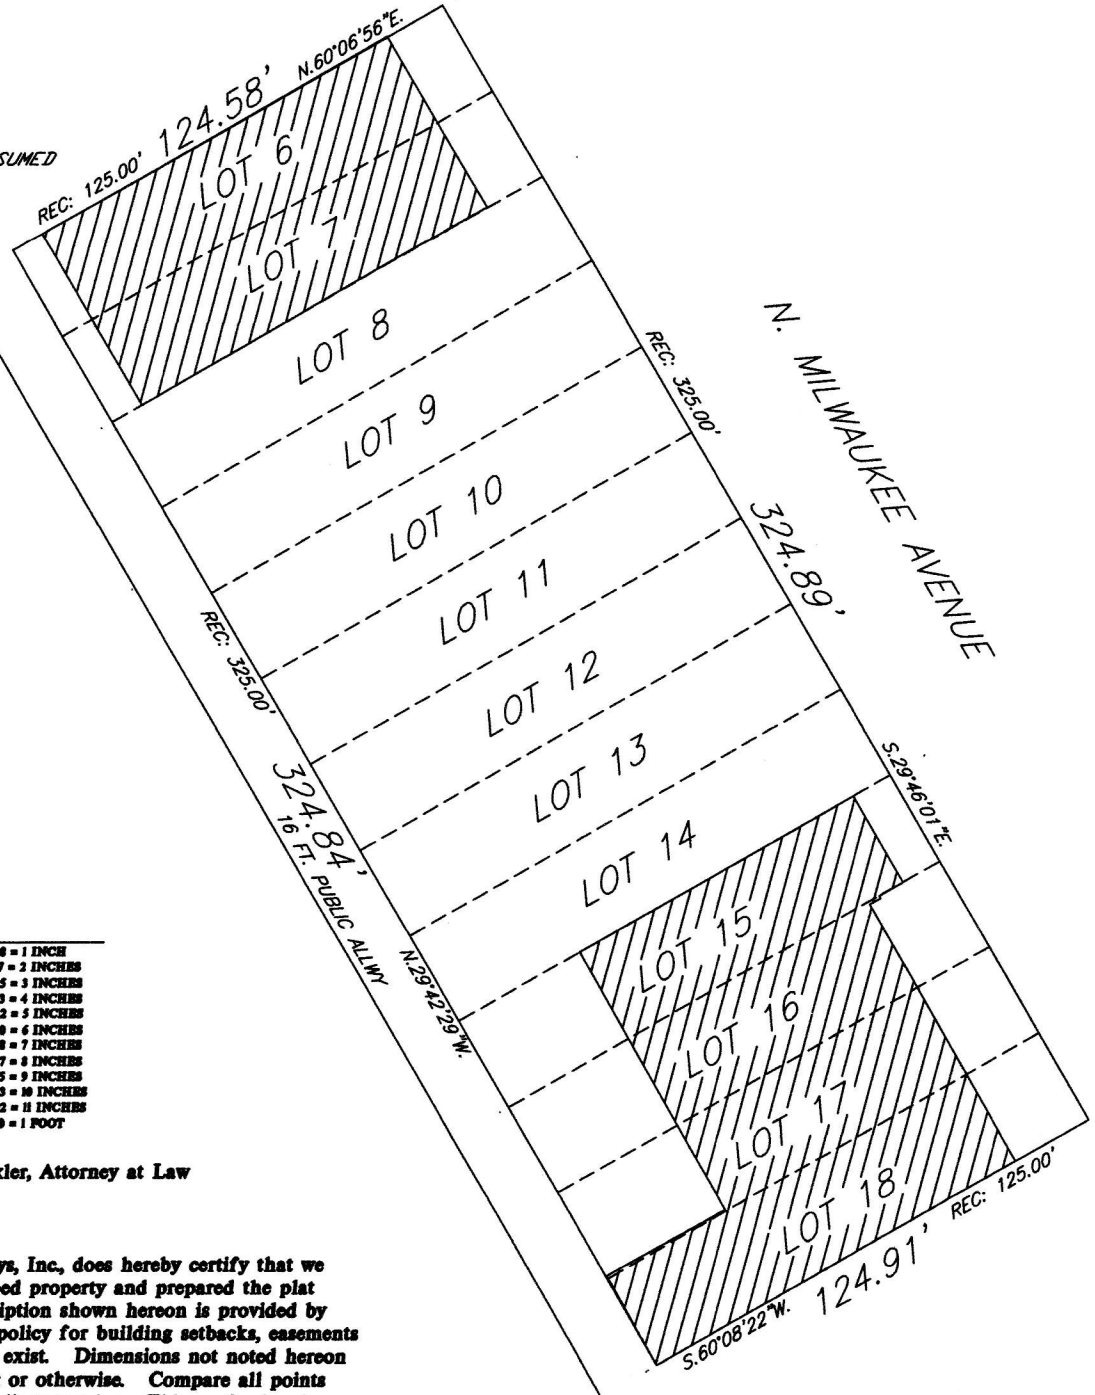 N.60°06'56"E.
124.58'
REC: 125.00'
LOT 6
LOT 7
LOT 8
LOT 9
LOT 10
LOT 11
LOT 12
LOT 13
LOT 14
LOT 15
LOT 16
LOT 17
LOT 18
REC: 325.00'
N. MILWAUKEE AVENUE
324.89'
S.29°46'01"E.
REC: 325.00'
324.84'
16 FT. PUBLIC ALLWY
N.29°42'29"W.
S.60°08'22"W.
124.91'
REC: 125.00'
= 1 INCH
= 2 INCHES
= 3 INCHES
= 4 INCHES
= 5 INCHES
= 6 INCHES
= 7 INCHES
= 8 INCHES
= 9 INCHES
= 10 INCHES
= 11 INCHES
= 1 FOOT
Attorney at Law
Inc., does hereby certify that we
property and prepared the plat
shown hereon is provided by
policy for building setbacks, easements
exist. Dimensions not noted hereon
or otherwise. Compare all points